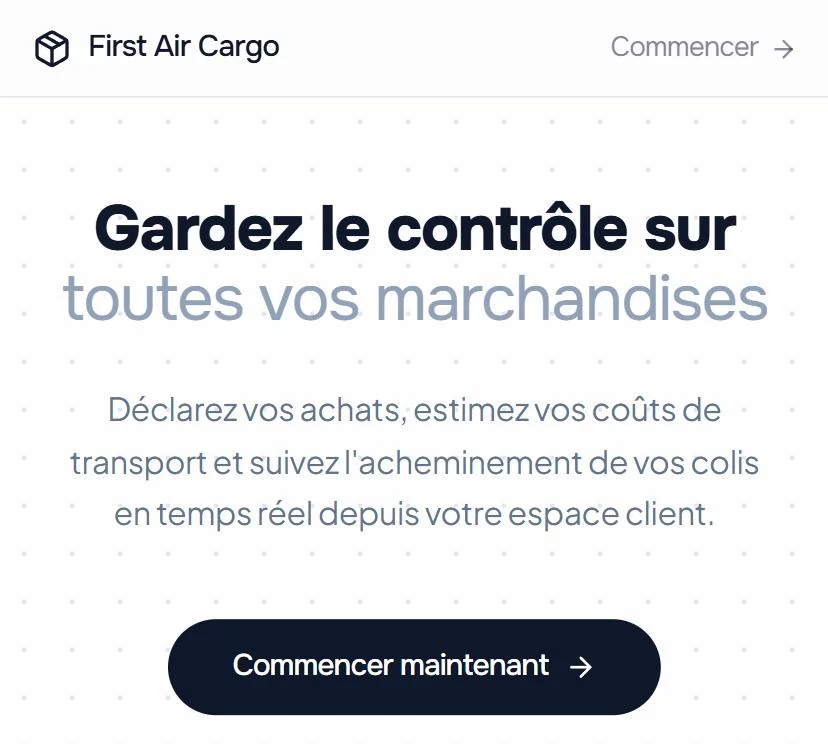 First Air Cargo
Commencer →
Gardez le contrôle sur
toutes vos marchandises
Déclarez vos achats, estimez vos coûts de
transport et suivez l'acheminement de vos colis
en temps réel depuis votre espace client.
Commencer maintenant →